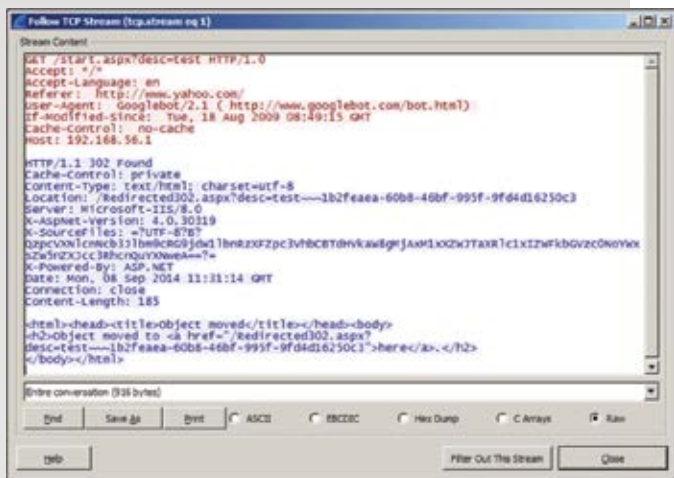 Follow TCP Stream (tcp.stream eq 1)
Stream Content
GET /start.aspx?desc=test HTTP/1.0
Accept: */*
Accept-Language: en
Referer: http://www.yahoo.com/
User-Agent: Googlebot/2.1 ( http://www.googlebot.com/bot.html)
If-Modified-Since: Tue, 18 Aug 2009 08:49:15 GMT
Cache-Control: no-cache
Host: 192.168.56.1
HTTP/1.1 302 Found
Cache-Control: private
Content-Type: text/html; charset=utf-8
Location: /Redirected302.aspx?desc=test~~~1b2feaea-60b8-46bf-995f-9fd4d16250c3
Server: Microsoft-IIS/8.0
X-AspNet-Version: 4.0.30319
X-SourceFiles: =?UTF-8?B?
X-Powered-By: ASP.NET
Date: Mon, 08 Sep 2014 11:31:14 GMT
Connection: close
Content-Length: 185
<html><head><title>Object moved</title></head><body>
<h2>Object moved to <a href="/Redirected302.aspx?
desc=test~~~1b2feaea-60b8-46bf-995f-9fd4d16250c3">here</a>.</h2>
</body></html>
Entire conversation (916 bytes)
Find Save As Print ASCII EBCDIC Hex Dump C Arrays Raw
Help Filter Out This Stream Close